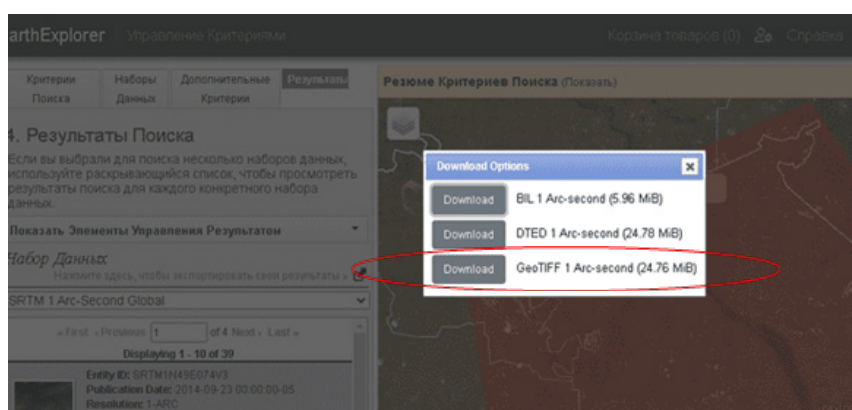 arthExplorer Управление Критериями
Корзина товаров (0) Справка
Критерии Поиска
Наборы Данных
Дополнительные Критерии
Результаты
4. Результаты Поиска
Если вы выбрали для поиска несколько наборов данных,
используйте раскрывающийся список, чтобы просмотреть
результаты поиска для каждого конкретного набора
данных.
Показать Элементы Управления Результатом
Набор Данных
Нажмите здесь, чтобы экспортировать свои результаты »
SRTM 1 Arc-Second Global
« First ‹ Previous 1 of 4 Next › Last »
Displaying 1 - 10 of 39
Entity ID: SRTM1N49E074V3
Publication Date: 2014-09-23 00:00:00-05
Resolution: 1-ARC
Резюме Критериев Поиска (Показать)
Download Options
Download BIL 1 Arc-second (5.96 MiB)
Download DTED 1 Arc-second (24.78 MiB)
Download GeoTIFF 1 Arc-second (24.76 MiB)